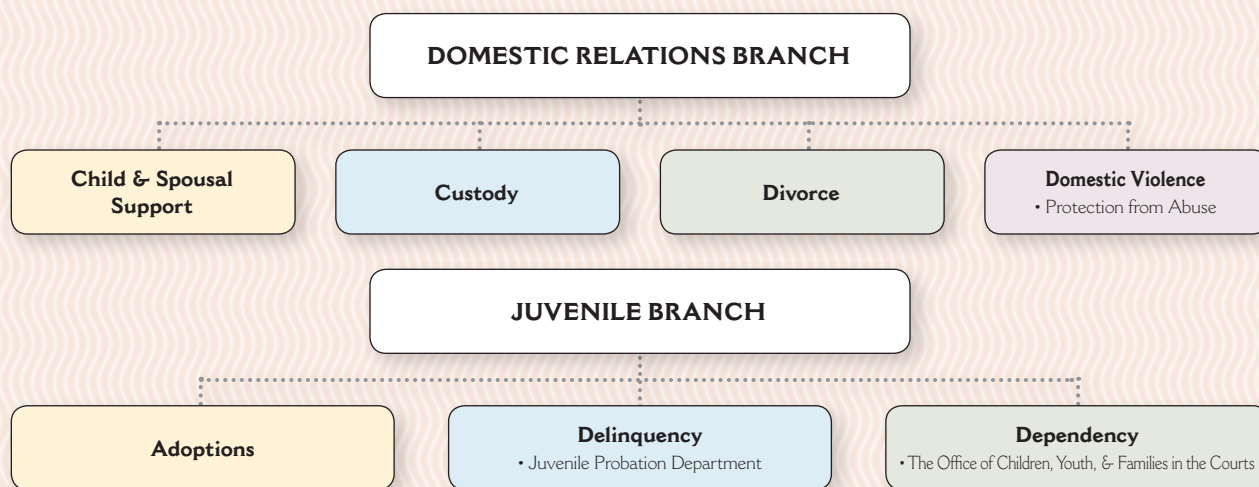 DOMESTIC RELATIONS BRANCH
Child & Spousal
Support
Custody
Divorce
Domestic Violence
• Protection from Abuse
JUVENILE BRANCH
Adoptions
Delinquency
• Juvenile Probation Department
Dependency
• The Office of Children, Youth, & Families in the Courts